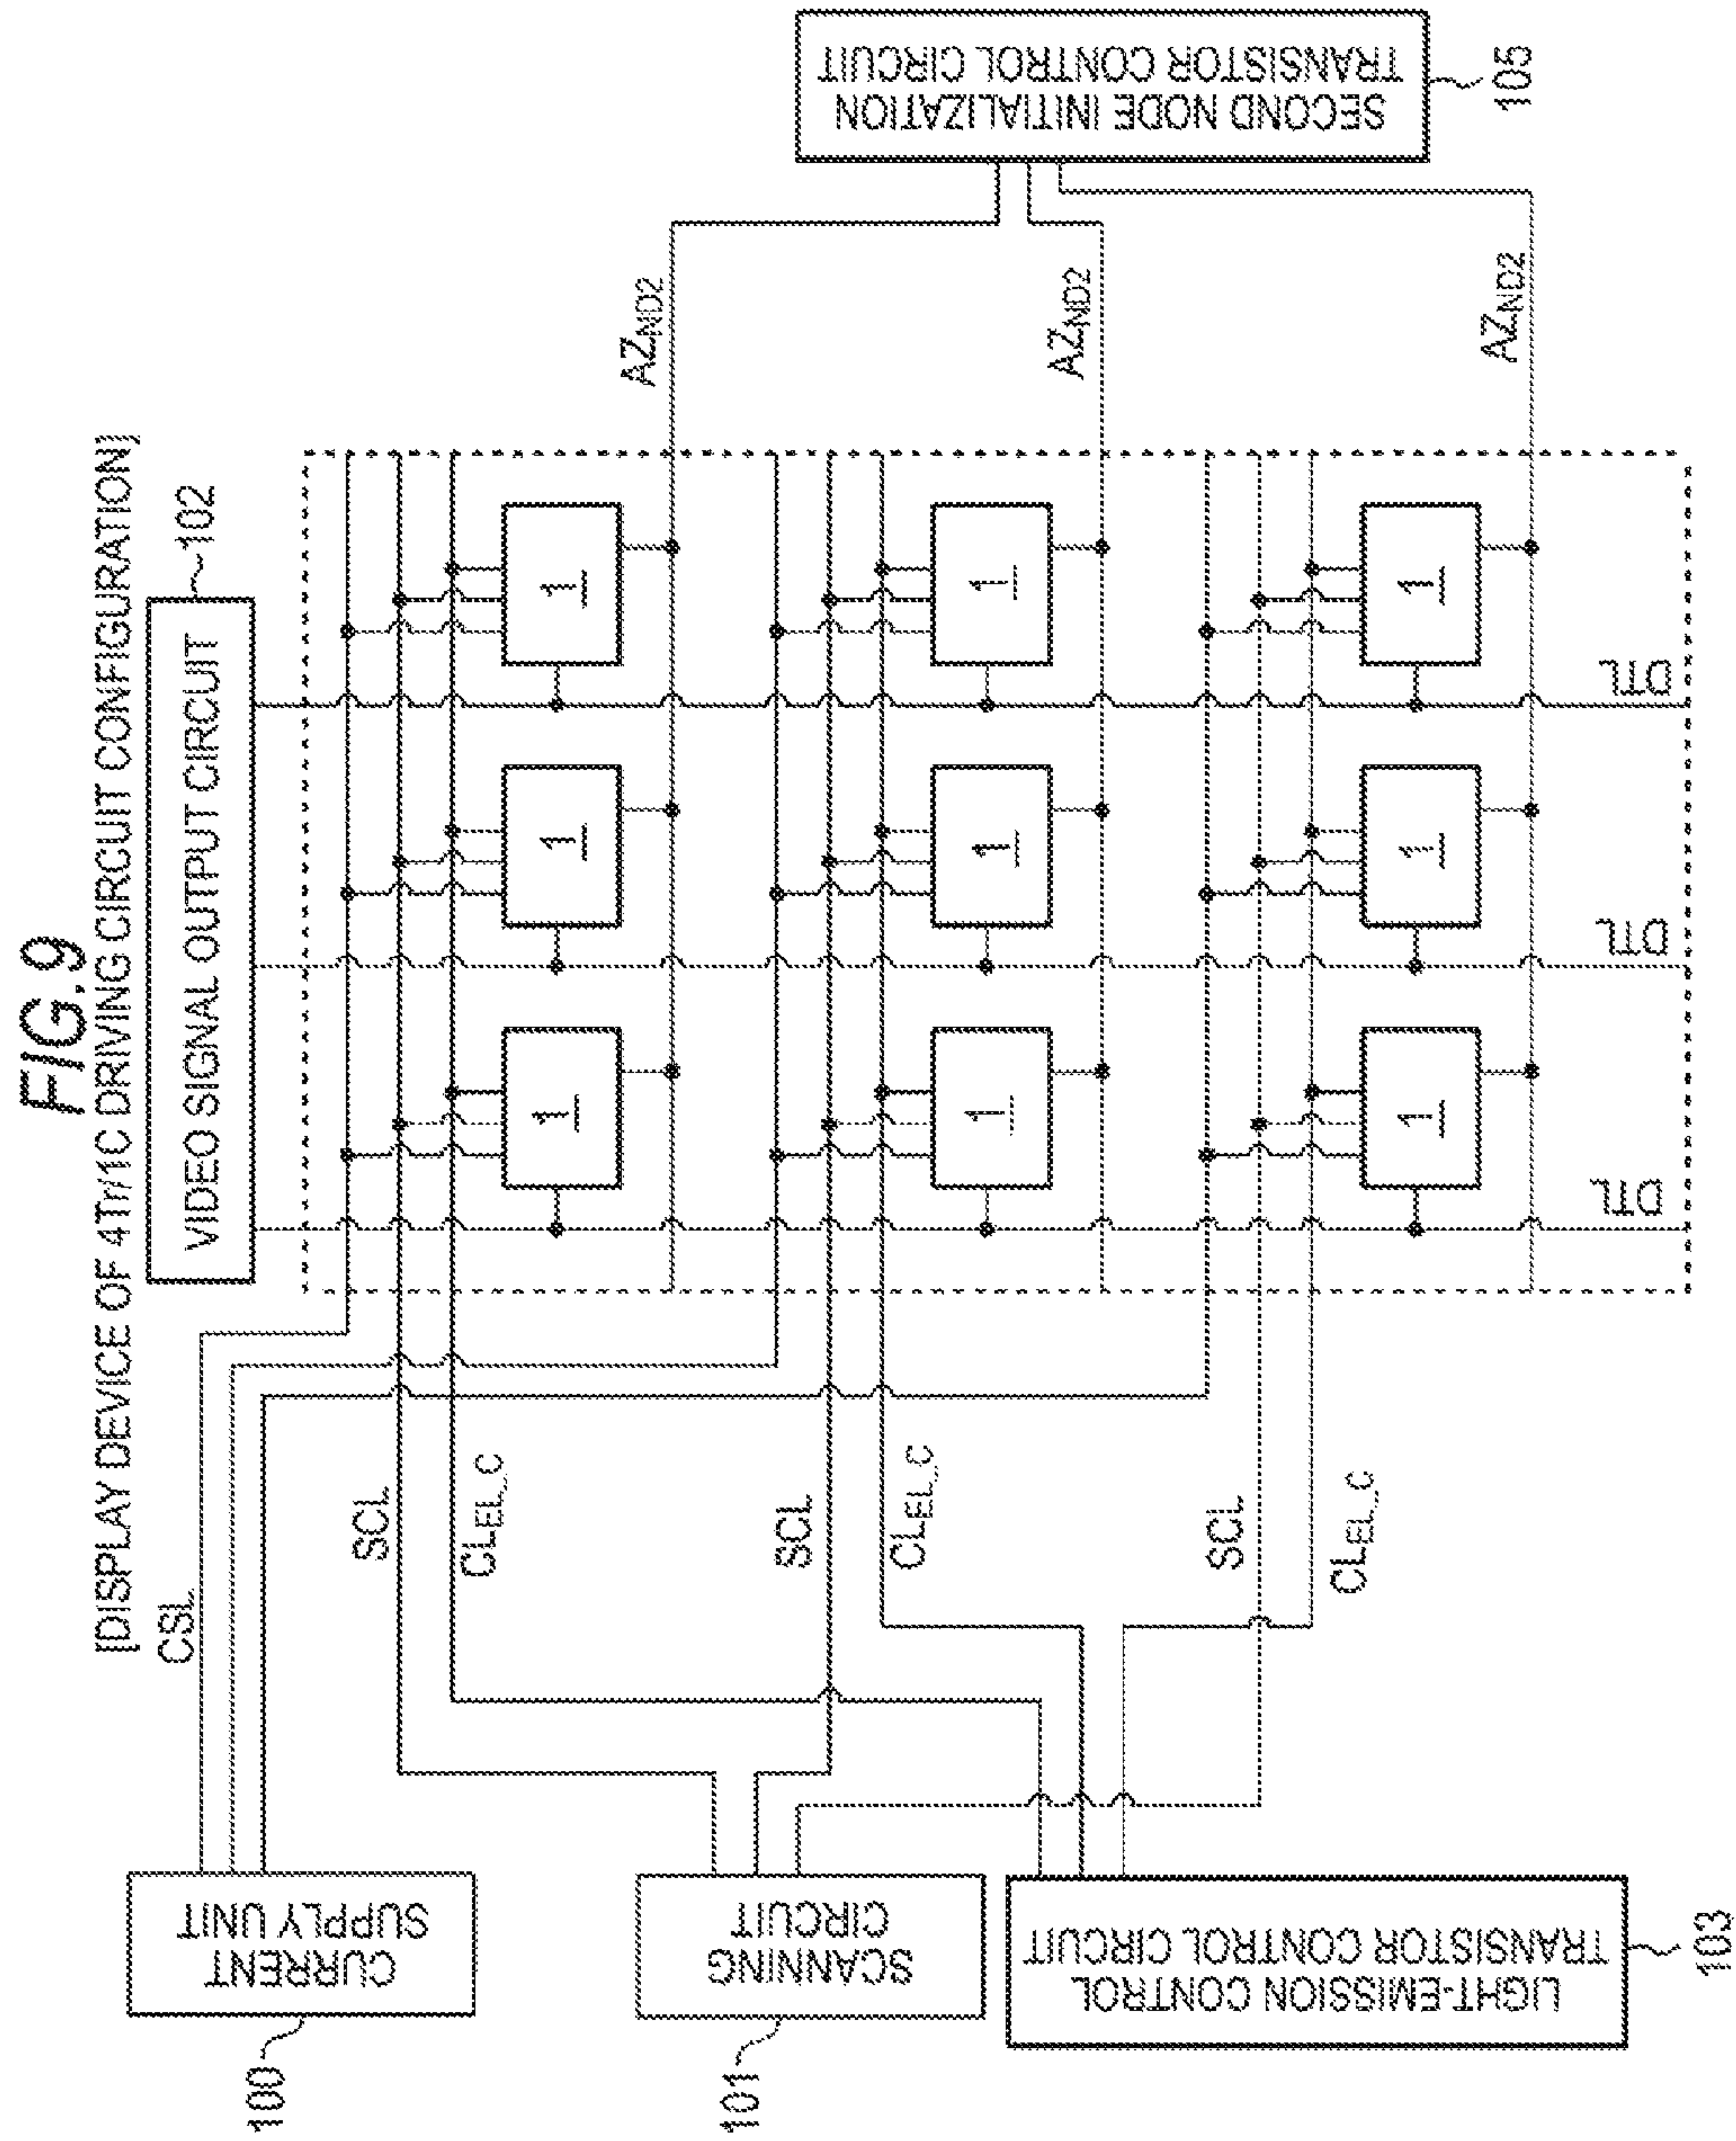 FIG.9
[DISPLAY DEVICE OF 4Tr/1C DRIVING CIRCUIT CONFIGURATION]
VIDEO SIGNAL OUTPUT CIRCUIT
102
CSL
CURRENT
SUPPLY UNIT
100
SCL
CLEL_C
SCL
CLEL_C
SCL
CLEL_C
SCANNING
CIRCUIT
101
LIGHT-EMISSION CONTROL
TRANSISTOR CONTROL CIRCUIT
103
1
1
1
AZND2
1
1
1
AZND2
1
1
1
AZND2
DTL
DTL
DTL
SECOND NODE INITIALIZATION
TRANSISTOR CONTROL CIRCUIT
105